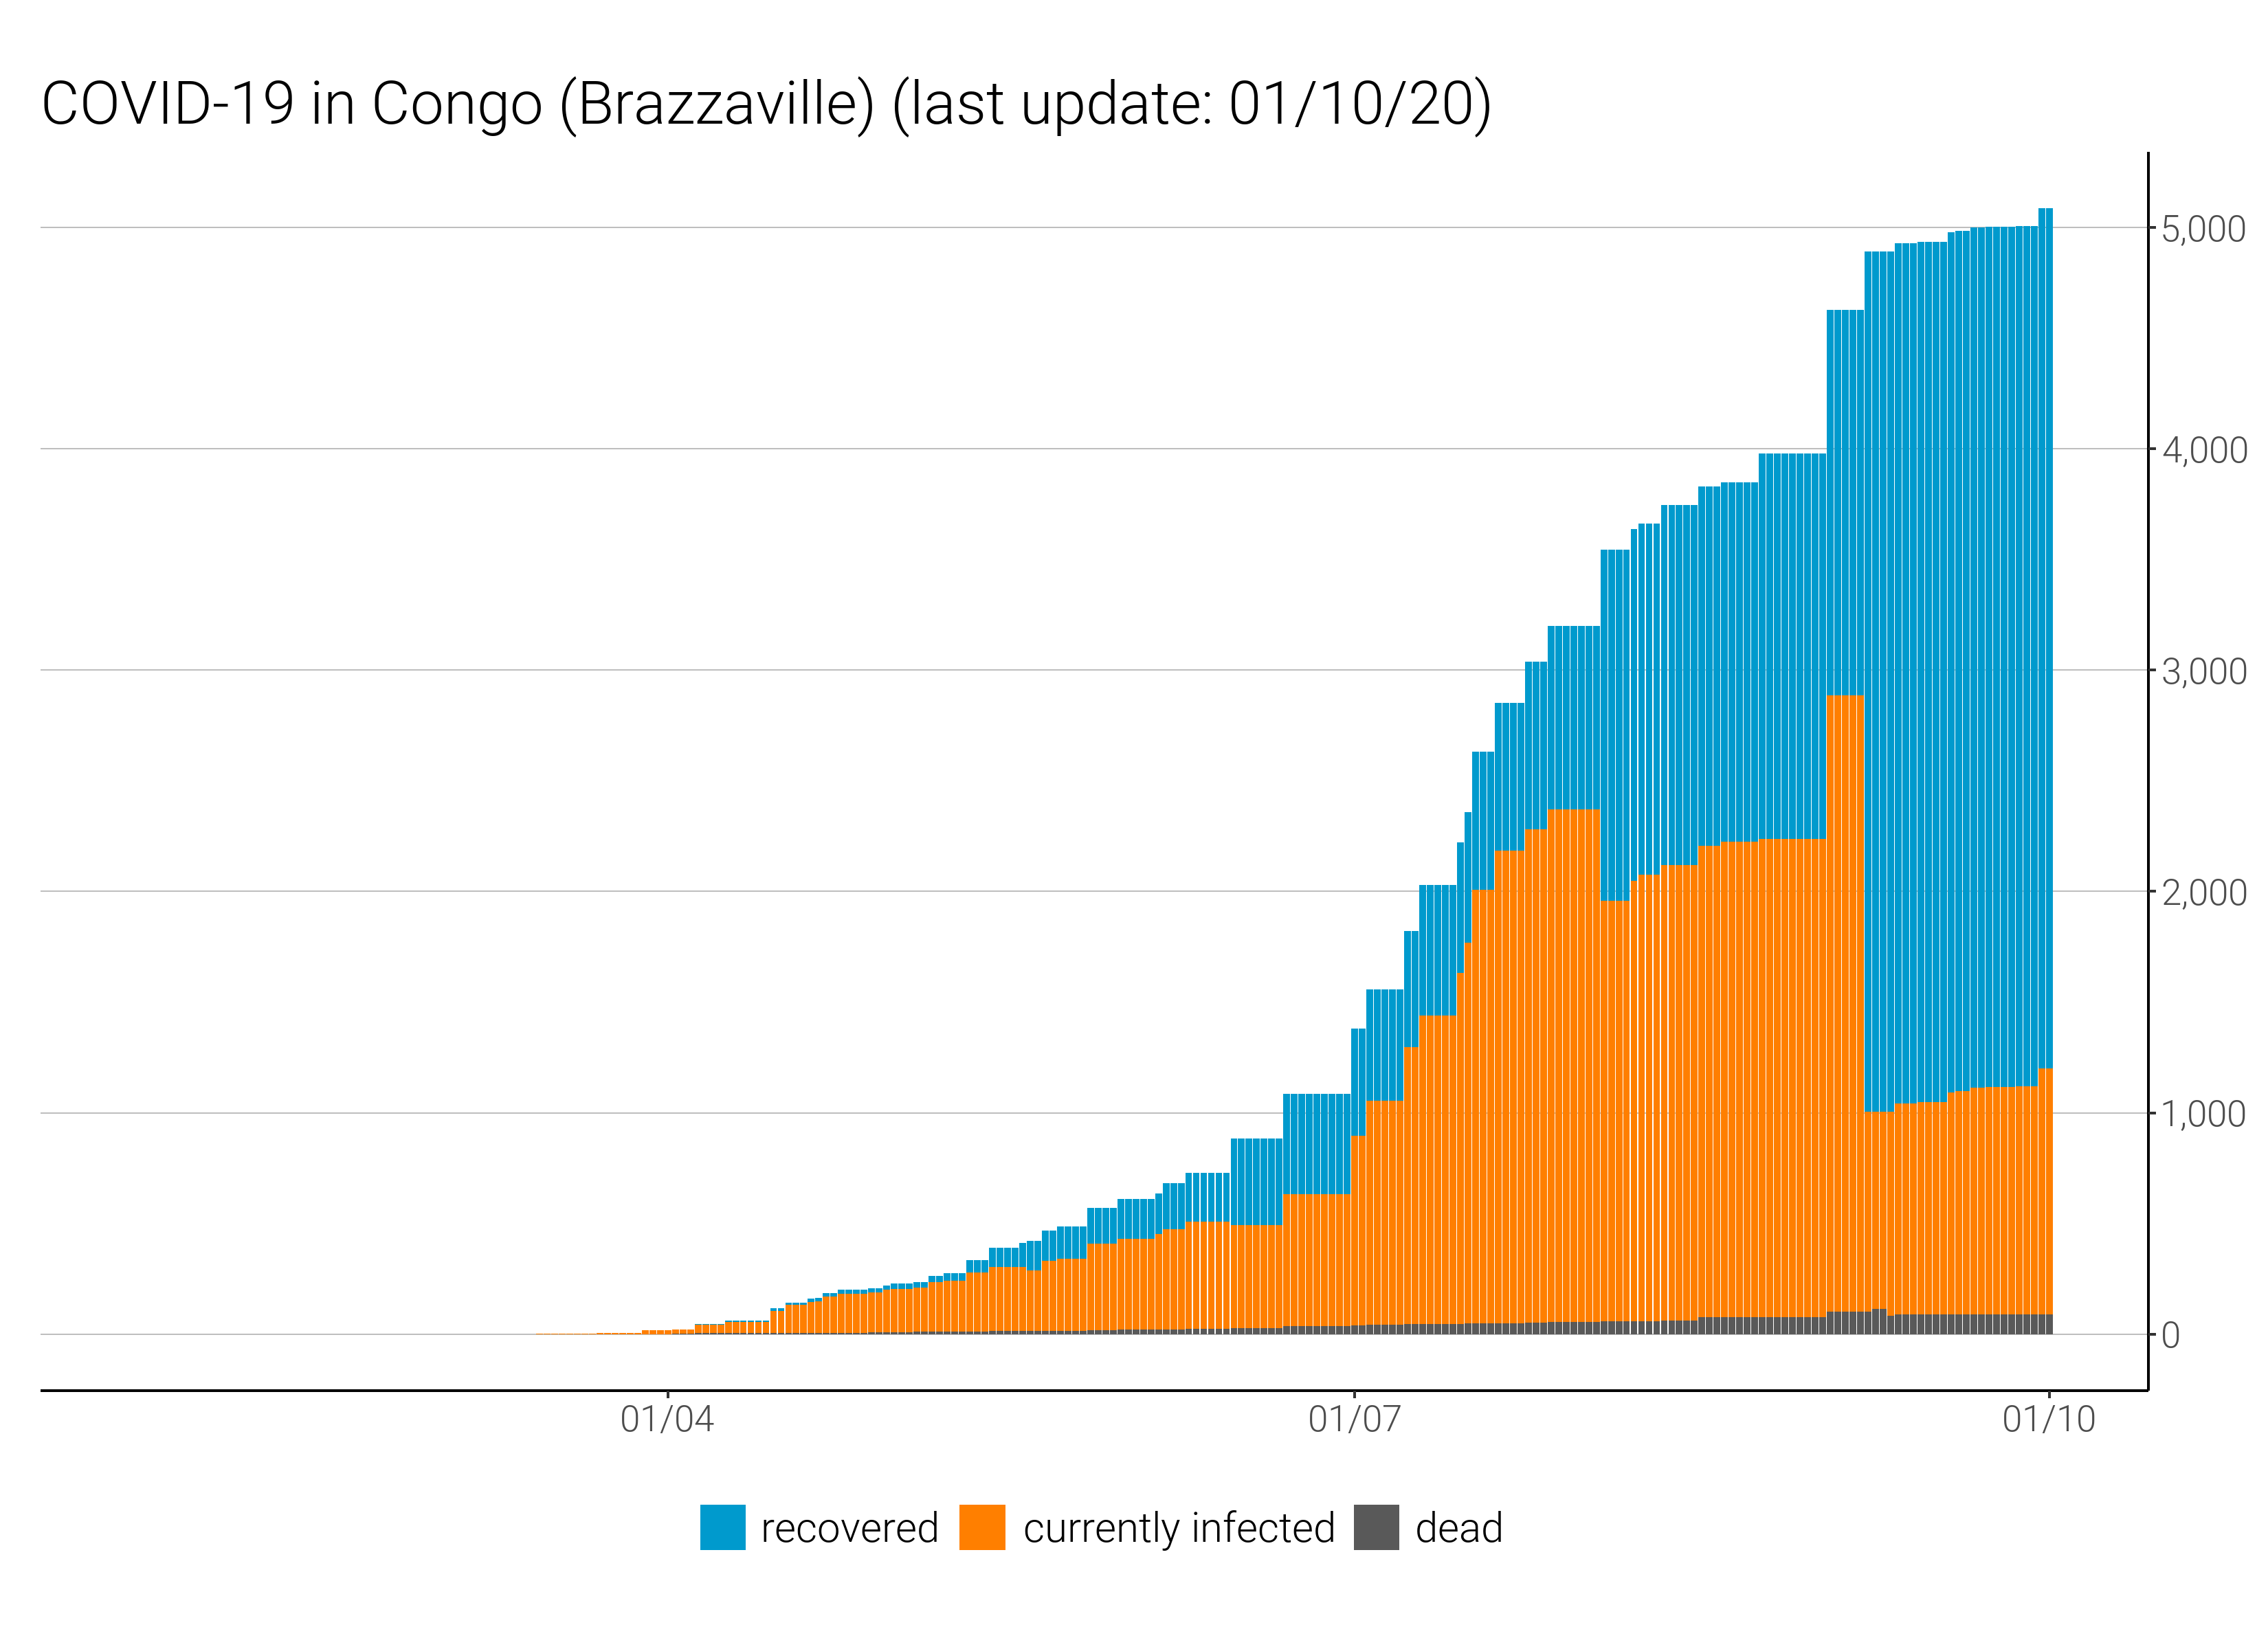 COVID-19 in Congo (Brazzaville) (last update: 01/10/20)
5,000
4,000
3,000
2,000
1,000
0
01/04 01/07 01/10
recovered currently infected dead